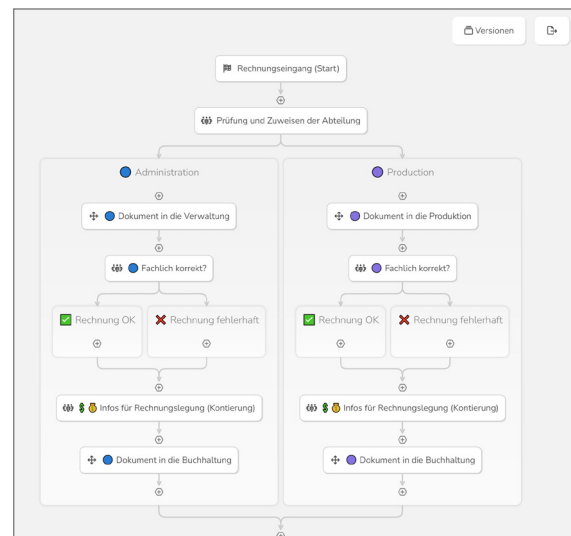 Versionen
Rechnungseingang (Start)
Prüfung und Zuweisen der Abteilung
Administration
Dokument in die Verwaltung
Fachlich korrekt?
Rechnung OK
Rechnung fehlerhaft
Infos für Rechnungslegung (Kontierung)
Dokument in die Buchhaltung
Production
Dokument in die Produktion
Fachlich korrekt?
Rechnung OK
Rechnung fehlerhaft
Infos für Rechnungslegung (Kontierung)
Dokument in die Buchhaltung